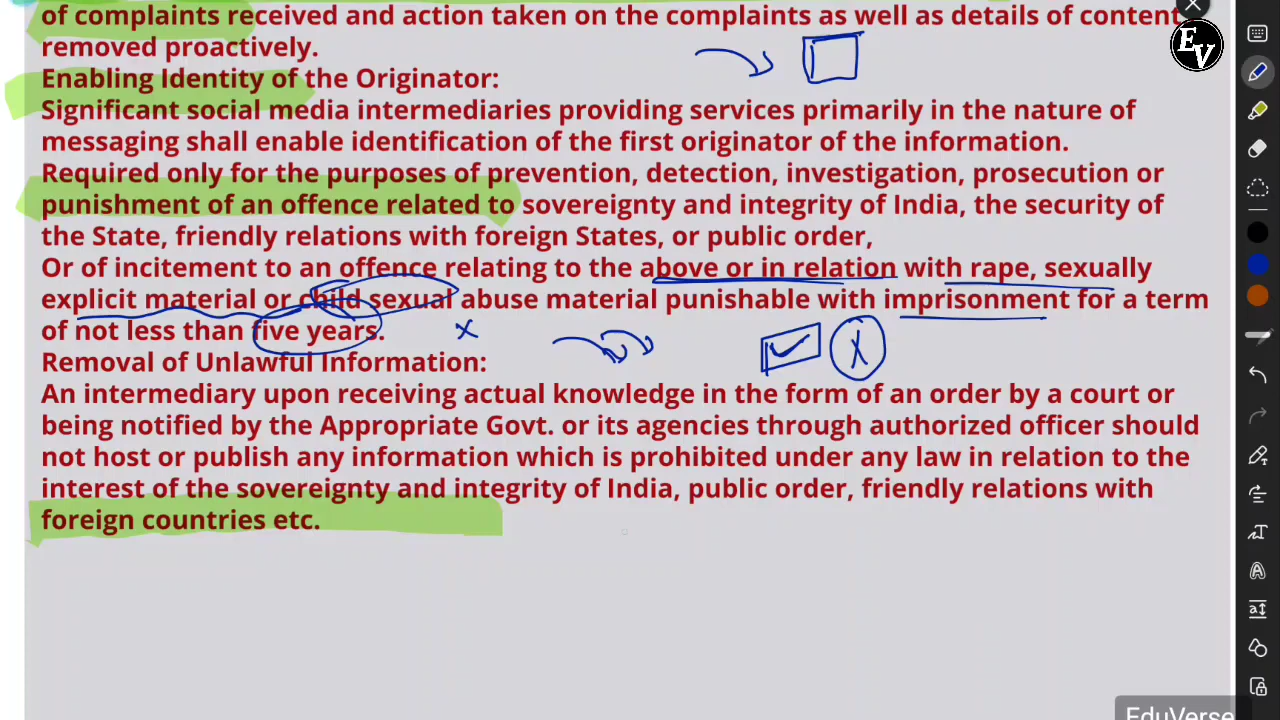 of complaints received and action taken on the complaints as well as details of content
removed proactively.
Enabling Identity of the Originator:
Significant social media intermediaries providing services primarily in the nature of
messaging shall enable identification of the first originator of the information.
Required only for the purposes of prevention, detection, investigation, prosecution or
punishment of an offence related to sovereignty and integrity of India, the security of
the State, friendly relations with foreign States, or public order,
Or of incitement to an offence relating to the above or in relation with rape, sexually
explicit material or child sexual abuse material punishable with imprisonment for a term
of not less than five years.
Removal of Unlawful Information:
An intermediary upon receiving actual knowledge in the form of an order by a court or
being notified by the Appropriate Govt. or its agencies through authorized officer should
not host or publish any information which is prohibited under any law in relation to the
interest of the sovereignty and integrity of India, public order, friendly relations with
foreign countries etc.
EV
EduVerse